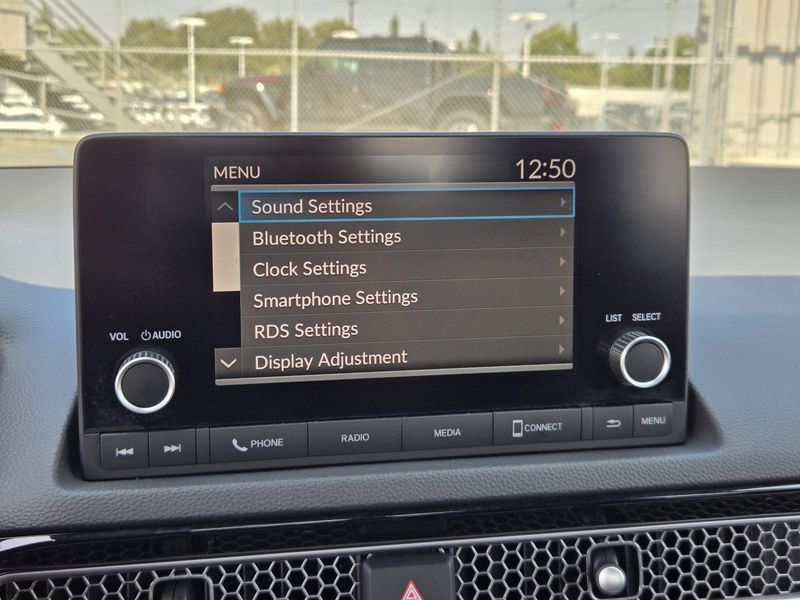 MENU 12:50
Sound Settings
Bluetooth Settings
Clock Settings
Smartphone Settings
RDS Settings
Display Adjustment
VOL AUDIO
LIST SELECT
PHONE RADIO MEDIA CONNECT MENU